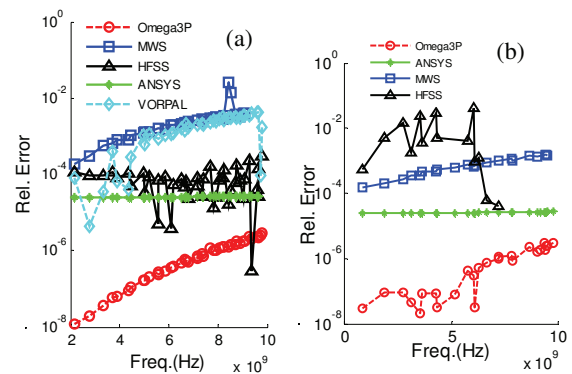 (a)
Omega3P
MWS
HFSS
ANSYS
VORPAL
Rel. Error
10^0
10^-2
10^-4
10^-6
10^-8
2 4 6 8 10
Freq.(Hz)
x 10^9
(b)
Omega3P
ANSYS
MWS
HFSS
Rel. Error
10^0
10^-2
10^-4
10^-6
10^-8
0 5 10
Freq.(Hz)
x 10^9